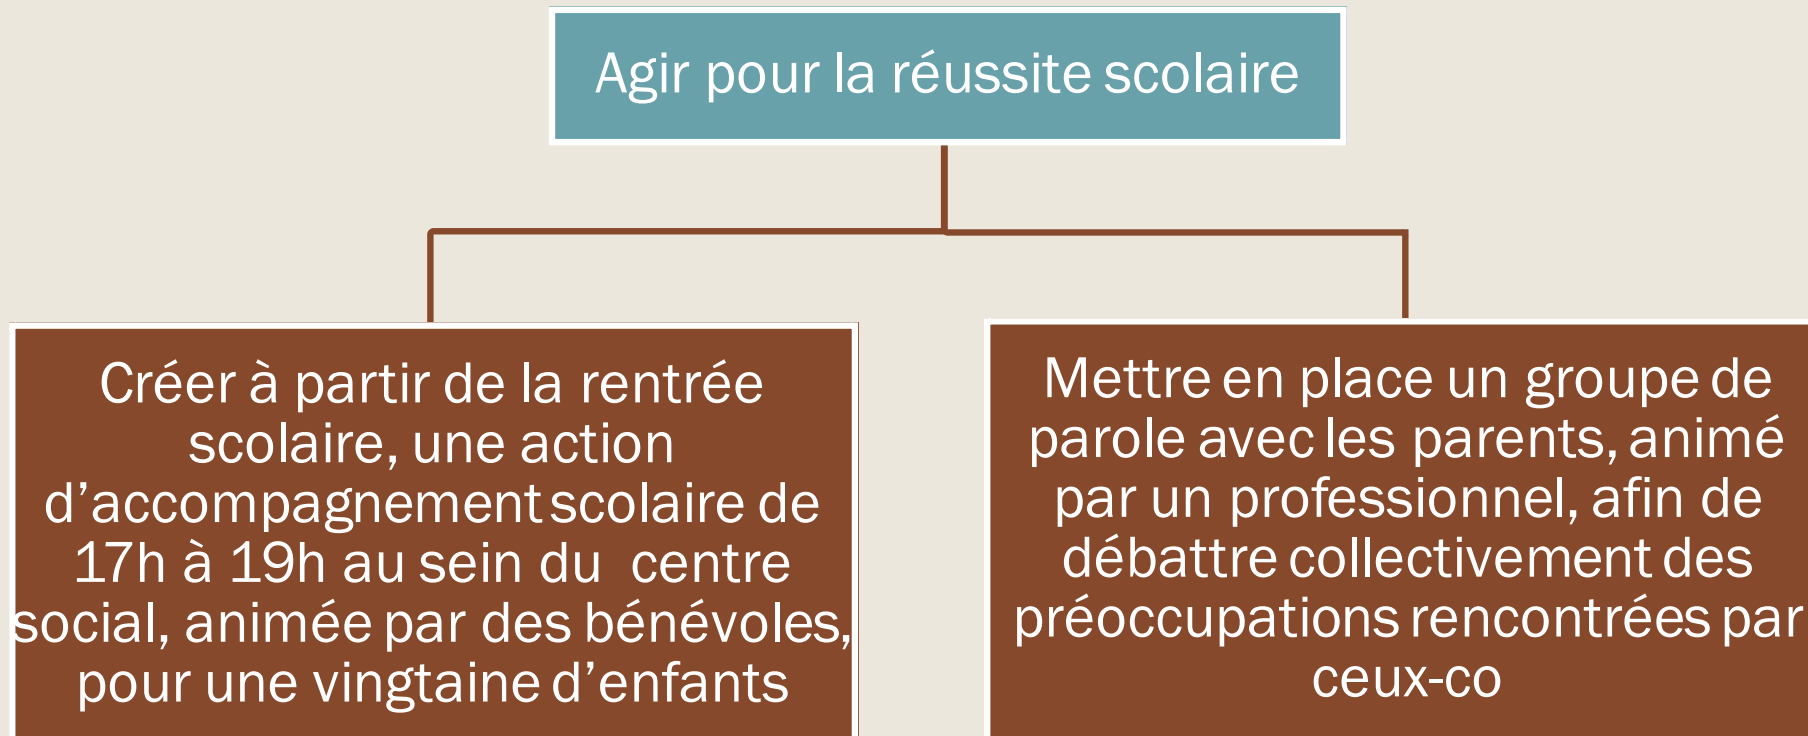 Agir pour la réussite scolaire
Créer à partir de la rentrée
scolaire, une action
d’accompagnement scolaire de
17h à 19h au sein du centre
social, animée par des bénévoles,
pour une vingtaine d’enfants
Mettre en place un groupe de
parole avec les parents, animé
par un professionnel, afin de
débattre collectivement des
préoccupations rencontrées par
ceux-co